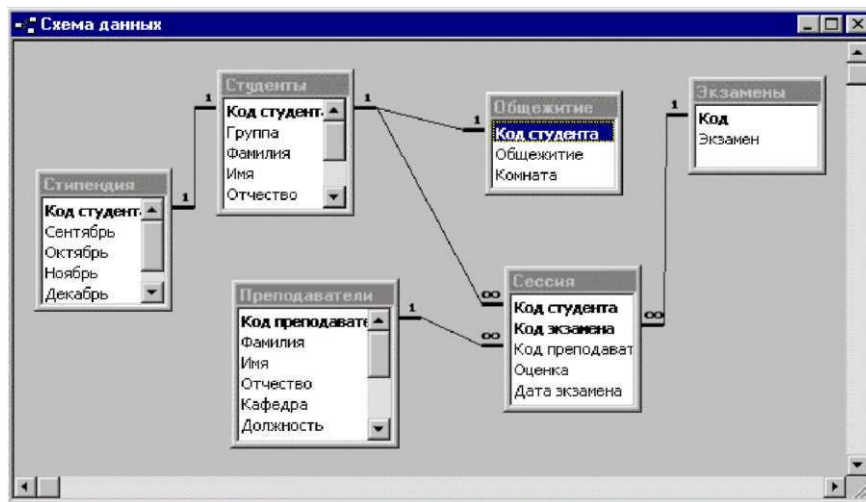 Схема данных
Студенты
1
Код студент
Группа
Фамилия
Имя
Отчество
1
Общежитие
1
Код студента
Общежитие
Комната
Экзамены
1
Код
Экзамен
Стипендия
Код студент
Сентябрь
Октябрь
Ноябрь
Декабрь
1
Преподаватели
Код преподавате
Фамилия
Имя
Отчество
Кафедра
Должность
1
Сессия
∞
∞
Код студента
Код экзамена
Код преподават
Оценка
Дата экзамена
∞